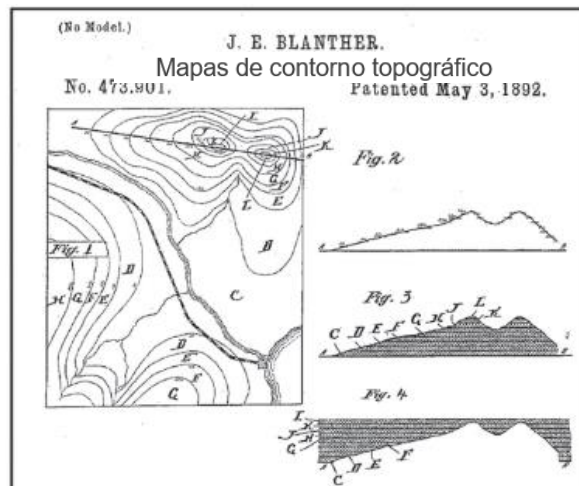 (No Model.)
J. E. BLANTHER.
Mapas de contorno topográfico
No. 473,901.
Patented May 3, 1892.
Fig. 1
H G F E
D
C
B
L
J
K
G
F
E
L
D
E
F
G
Fig. 2
Fig. 3
C D E F G H J L K
Fig. 4
C D E F